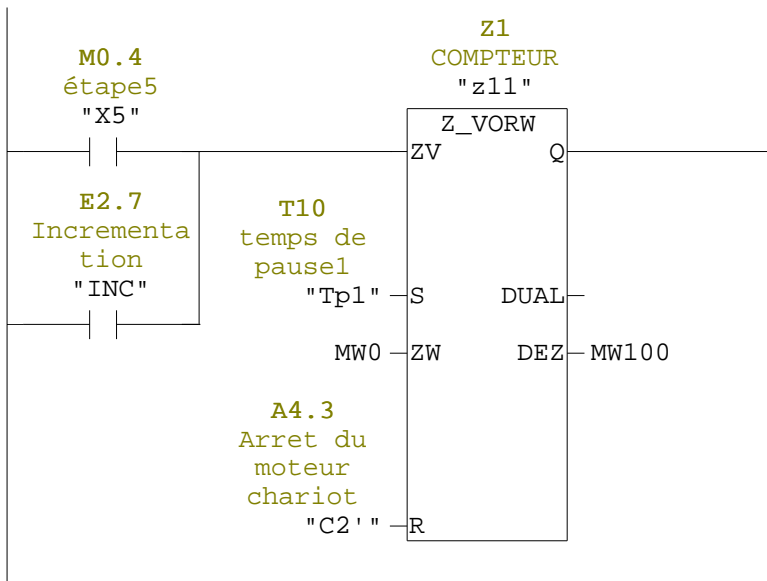 Z1
COMPTEUR
"z11"
M0.4
étape5
"X5"
Z_VORW
ZV
Q
E2.7
Incrementa
tion
"INC"
T10
temps de
pause1
"Tp1"
S
DUAL
MW0
ZW
DEZ
MW100
A4.3
Arret du
moteur
chariot
"C2'"
R